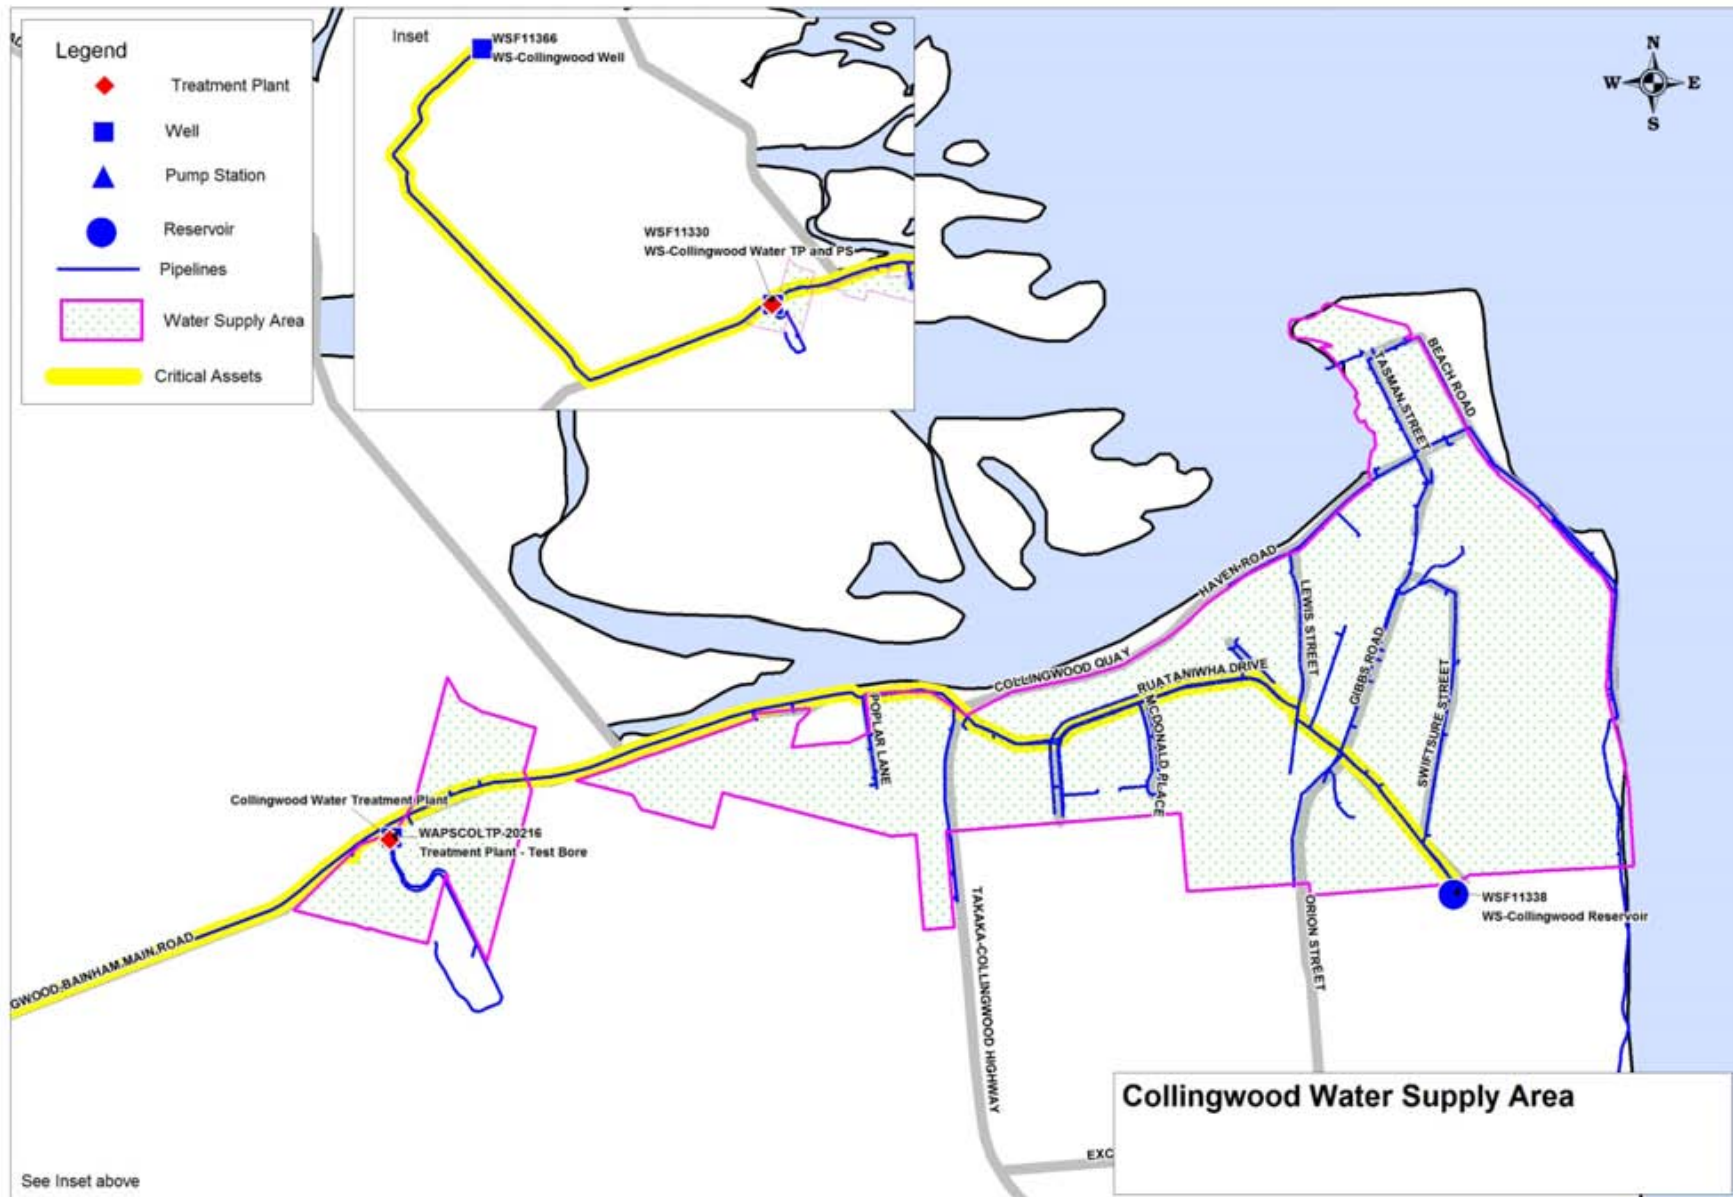 Legend
Treatment Plant
Well
Pump Station
Reservoir
Pipelines
Water Supply Area
Critical Assets
Inset
WSF11366
WS-Collingwood Well
WSF11330
WS-Collingwood Water TP and PS
N
W E
S
BEACH ROAD
TASMAN STREET
HAVEN ROAD
LEWIS STREET
GIBBS ROAD
SWIFTSURE STREET
COLLINGWOOD QUAY
RUATANIWHA DRIVE
MCDONALD PLACE
POPLAR LANE
Collingwood Water Treatment Plant
WAPSCOLTP-20216
Treatment Plant - Test Bore
GWOOD BAINHAM MAIN ROAD
WSF11338
WS-Collingwood Reservoir
TAKAKA-COLLINGWOOD HIGHWAY
ORION STREET
EXC
Collingwood Water Supply Area
See Inset above